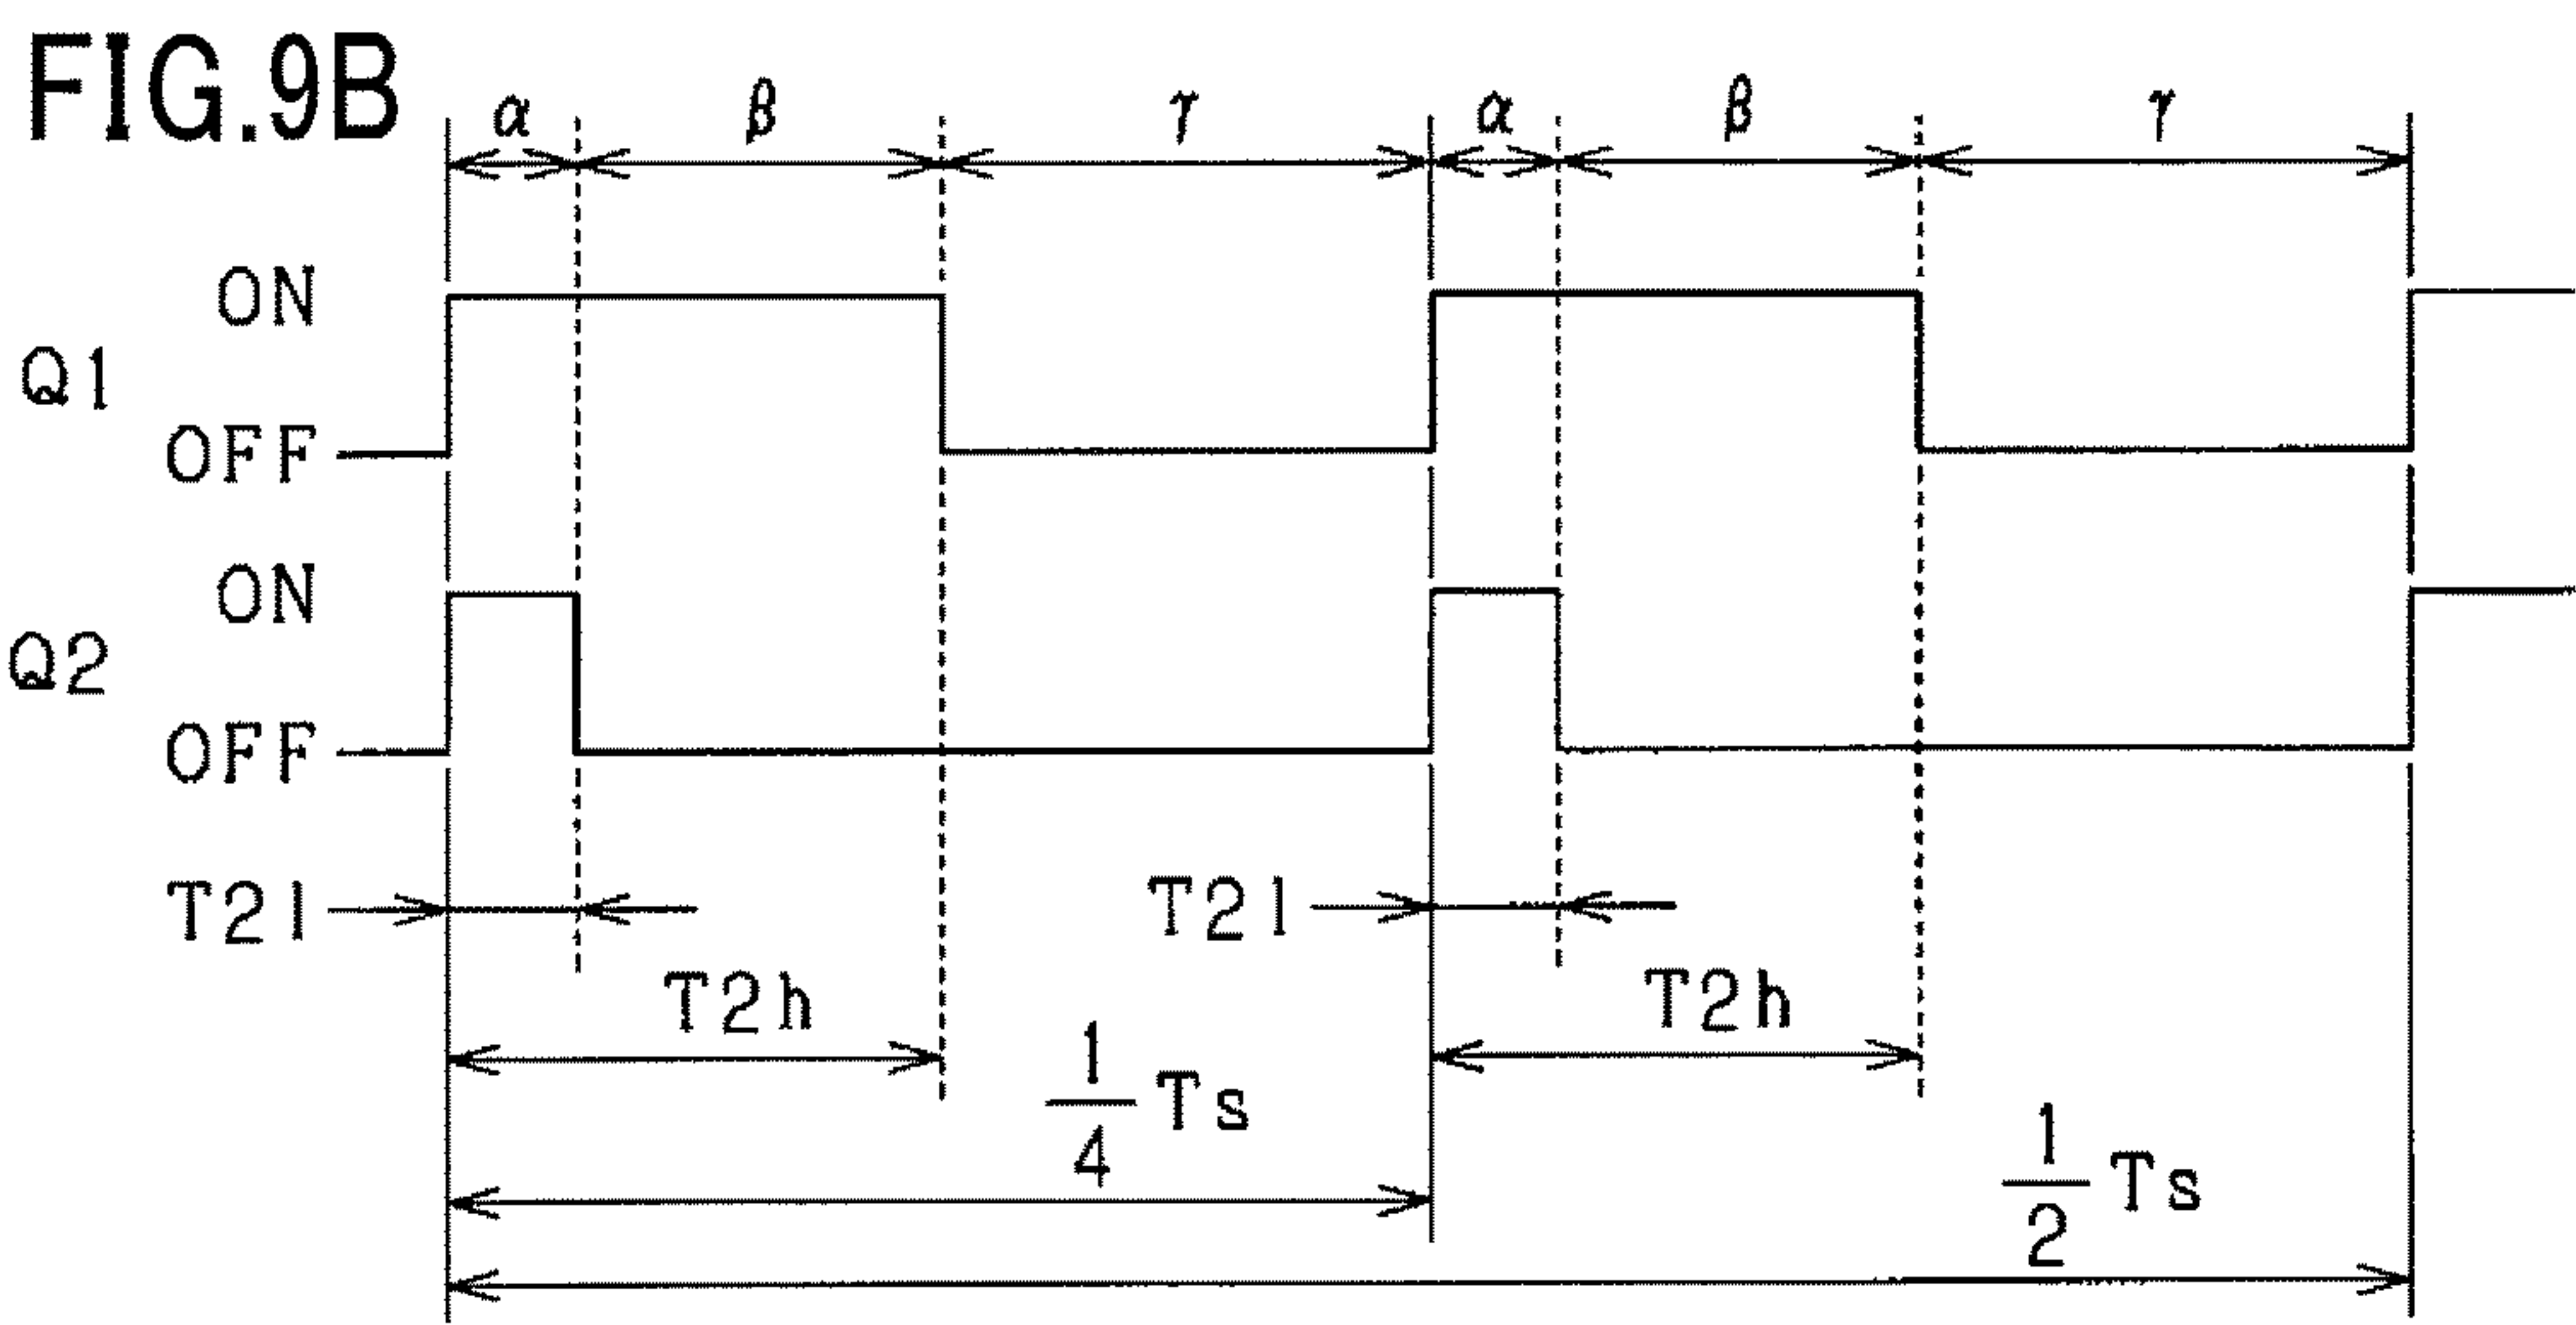 FIG.9B
α β γ α β γ
ON
Q1
OFF
ON
Q2
OFF
T2l T2l
T2h T2h
1/4 Ts
1/2 Ts